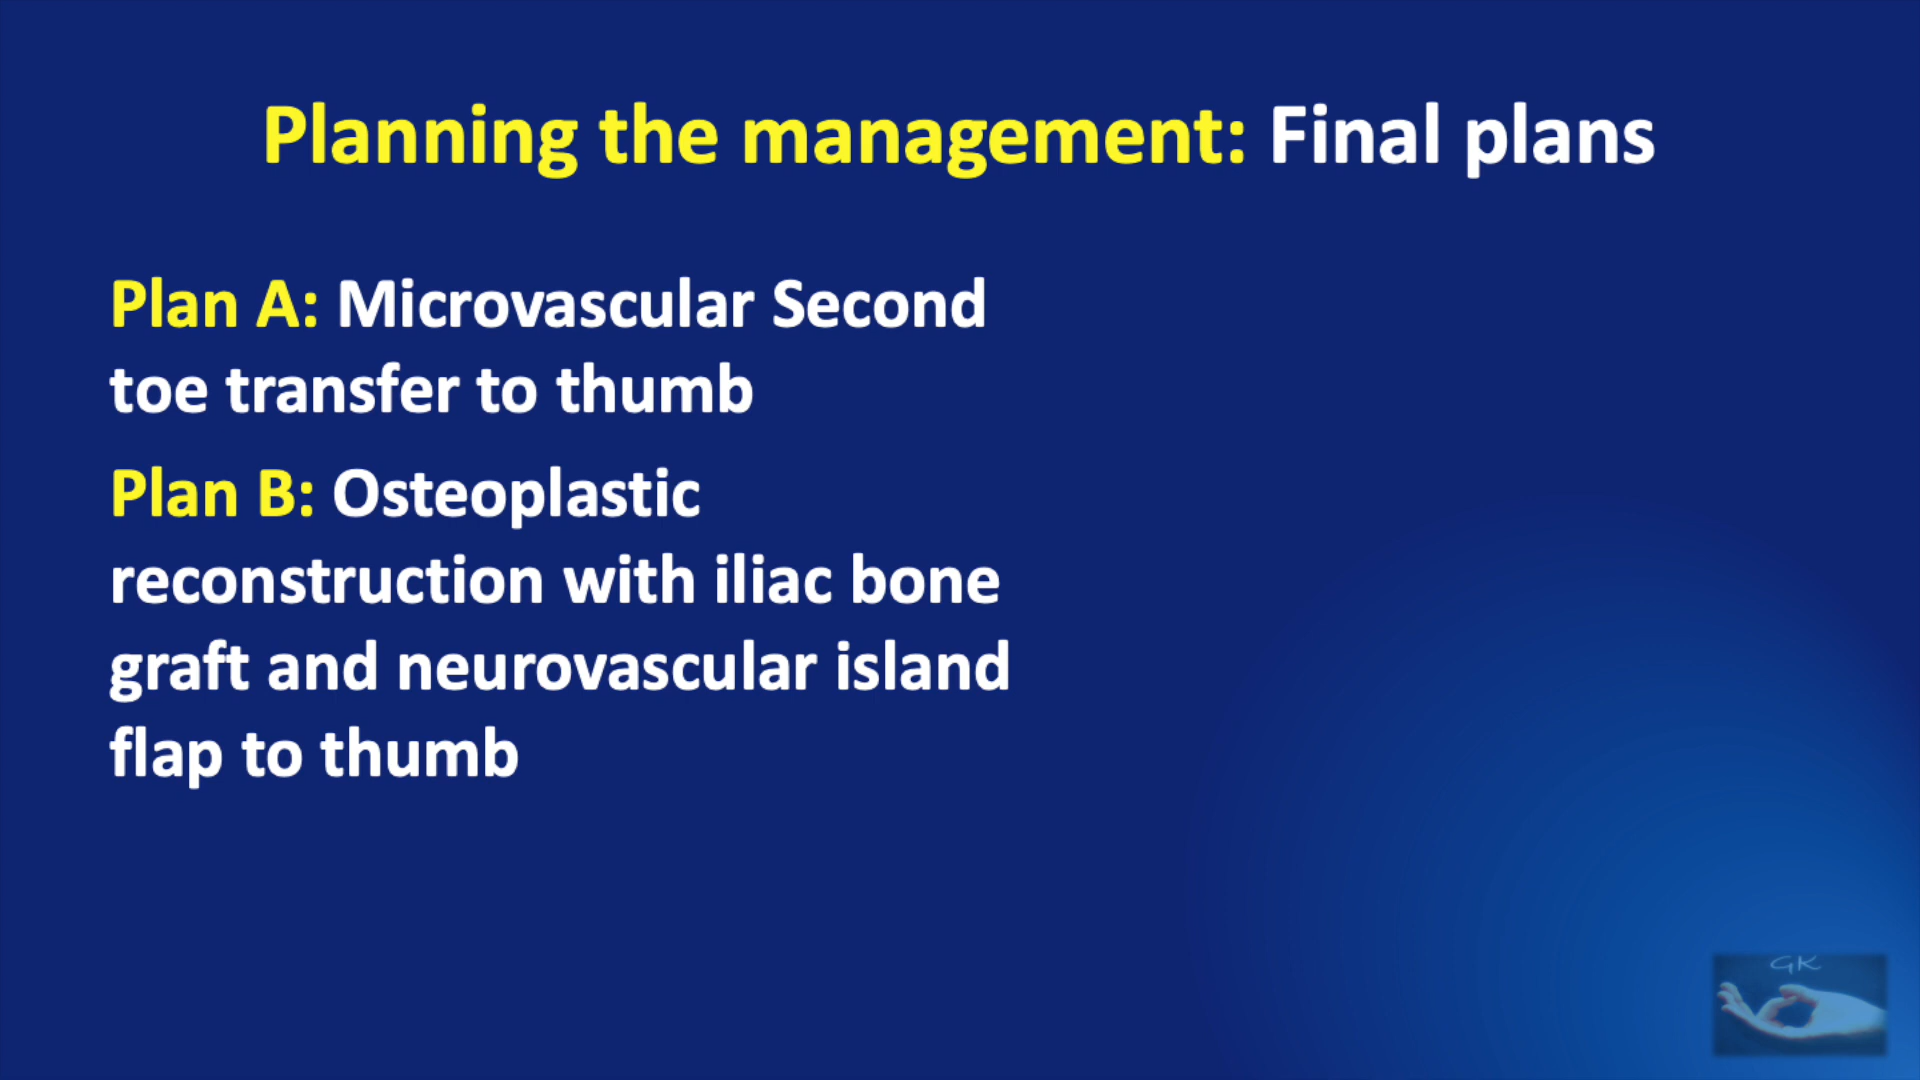 Planning the management: Final plans
Plan A: Microvascular Second
toe transfer to thumb
Plan B: Osteoplastic
reconstruction with iliac bone
graft and neurovascular island
flap to thumb
GK